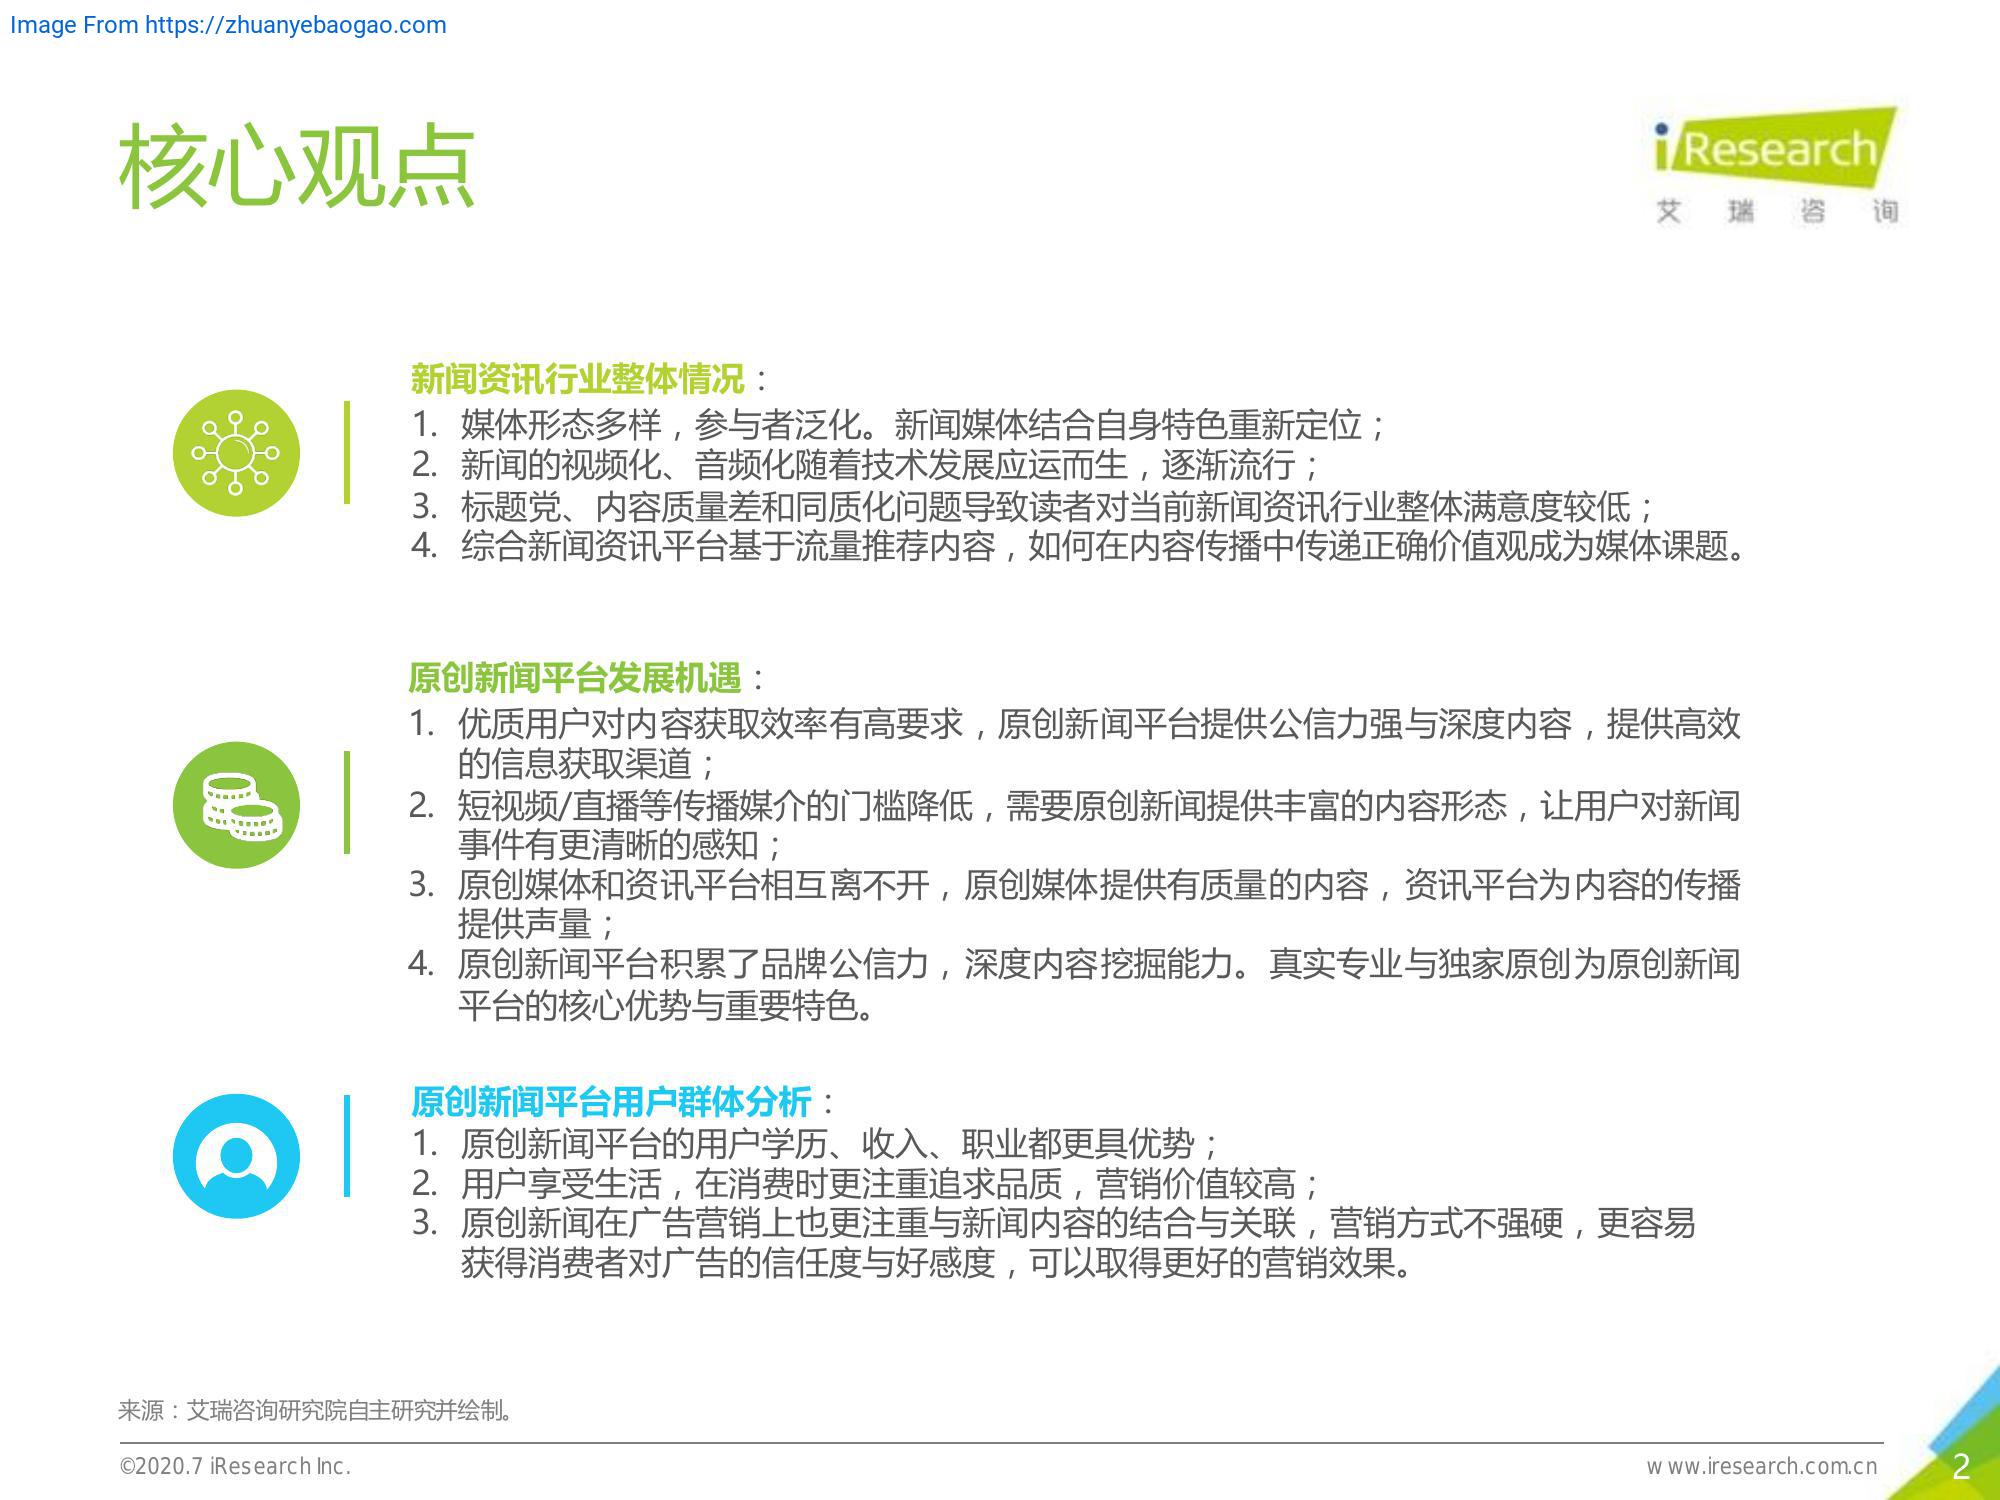 Image From https://zhuanyebaogao.com
核心观点
iResearch
艾瑞咨询
新闻资讯行业整体情况：
1. 媒体形态多样，参与者泛化。新闻媒体结合自身特色重新定位；
2. 新闻的视频化、音频化随着技术发展应运而生，逐渐流行；
3. 标题党、内容质量差和同质化问题导致读者对当前新闻资讯行业整体满意度较低；
4. 综合新闻资讯平台基于流量推荐内容，如何在内容传播中传递正确价值观成为媒体课题。
原创新闻平台发展机遇：
1. 优质用户对内容获取效率有高要求，原创新闻平台提供公信力强与深度内容，提供高效
的信息获取渠道；
2. 短视频/直播等传播媒介的门槛降低，需要原创新闻提供丰富的内容形态，让用户对新闻
事件有更清晰的感知；
3. 原创媒体和资讯平台相互离不开，原创媒体提供有质量的内容，资讯平台为内容的传播
提供声量；
4. 原创新闻平台积累了品牌公信力，深度内容挖掘能力。真实专业与独家原创为原创新闻
平台的核心优势与重要特色。
原创新闻平台用户群体分析：
1. 原创新闻平台的用户学历、收入、职业都更具优势；
2. 用户享受生活，在消费时更注重追求品质，营销价值较高；
3. 原创新闻在广告营销上也更注重与新闻内容的结合与关联，营销方式不强硬，更容易
获得消费者对广告的信任度与好感度，可以取得更好的营销效果。
来源：艾瑞咨询研究院自主研究并绘制。
©2020.7 iResearch Inc.
www.iresearch.com.cn
2